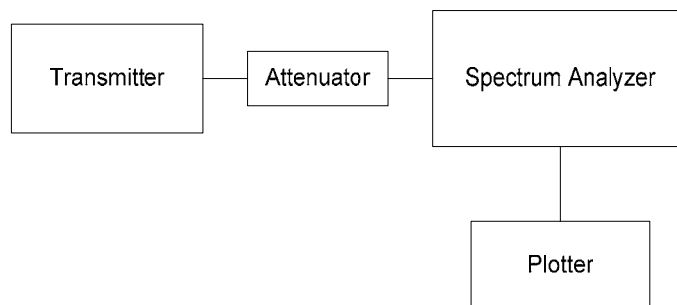 Transmitter
Attenuator
Spectrum Analyzer
Plotter